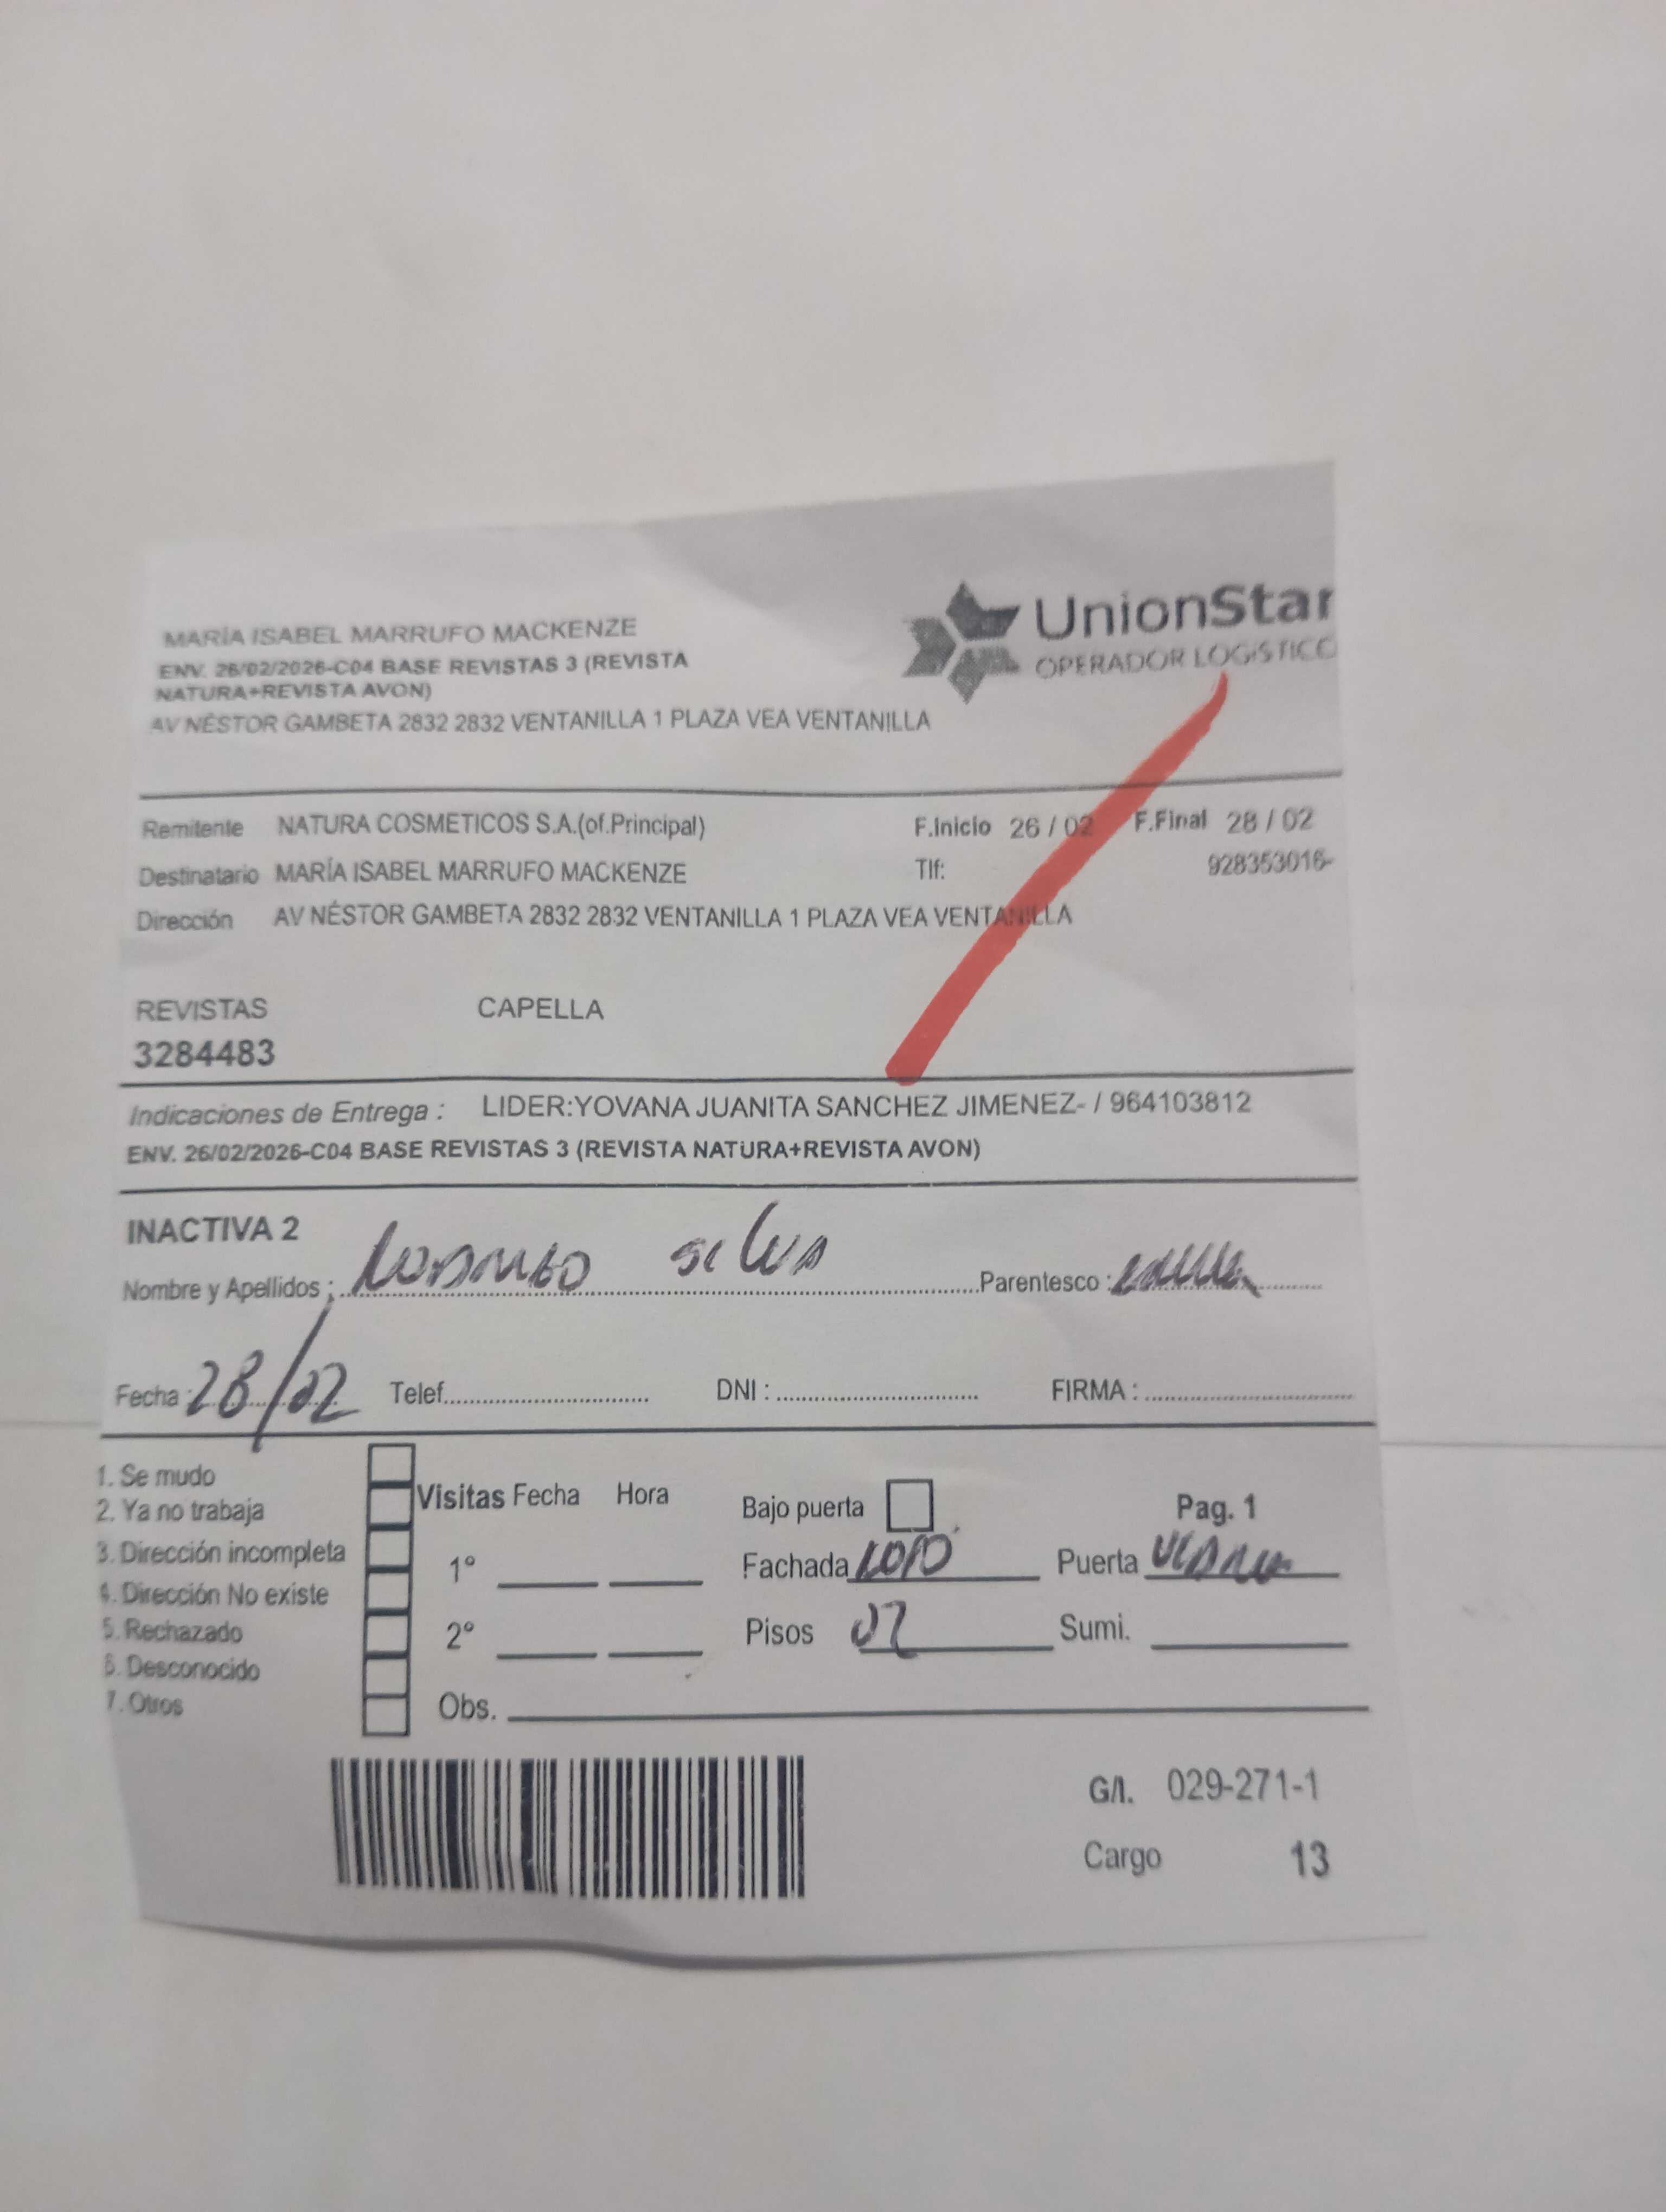 MARÍA ISABEL MARRUFO MACKENZE
ENV. 26/02/2026-C04 BASE REVISTAS 3 (REVISTA
NATURA+REVISTA AVON)
AV NÉSTOR GAMBETA 2832 2832 VENTANILLA 1 PLAZA VEA VENTANILLA
UnionStar
OPERADOR LOGÍSTICO
Remitente NATURA COSMETICOS S.A.(of.Principal) F.Inicio 26 / 02 F.Final 28 / 02
Destinatario MARÍA ISABEL MARRUFO MACKENZE Tlf: 928353016-
Dirección AV NÉSTOR GAMBETA 2832 2832 VENTANILLA 1 PLAZA VEA VENTANILLA
REVISTAS CAPELLA
3284483
Indicaciones de Entrega : LIDER:YOVANA JUANITA SANCHEZ JIMENEZ- / 964103812
ENV. 26/02/2026-C04 BASE REVISTAS 3 (REVISTA NATURA+REVISTA AVON)
INACTIVA 2
Nombre y Apellidos : Silva Parentesco :
Fecha : 28/02 Telef. DNI : FIRMA :
1. Se mudo
2. Ya no trabaja
3. Dirección incompleta
4. Dirección No existe
5. Rechazado
6. Desconocido
7. Otros
Visitas Fecha Hora
1°
2°
Obs.
Bajo puerta Pag. 1
Fachada Puerta
Pisos 02 Sumi.
G/I. 029-271-1
Cargo 13